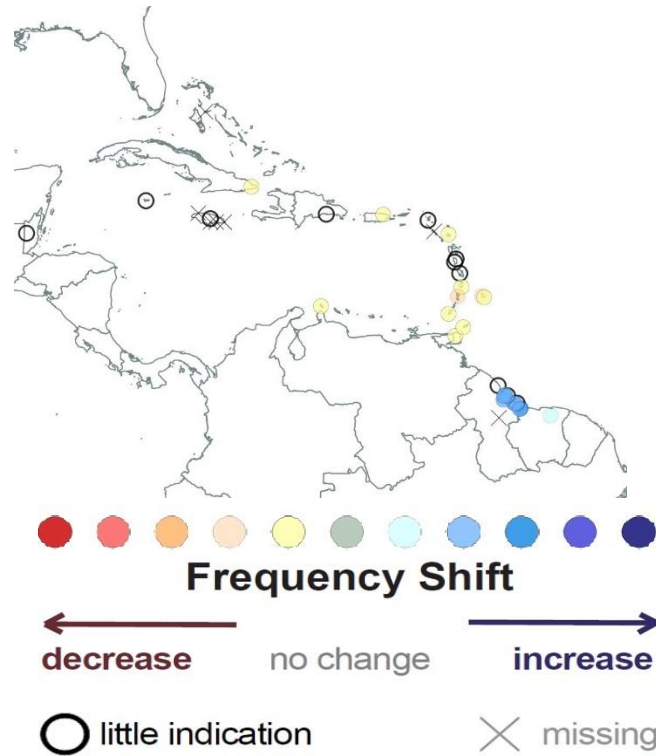 Frequency Shift
decrease no change increase
little indication missing